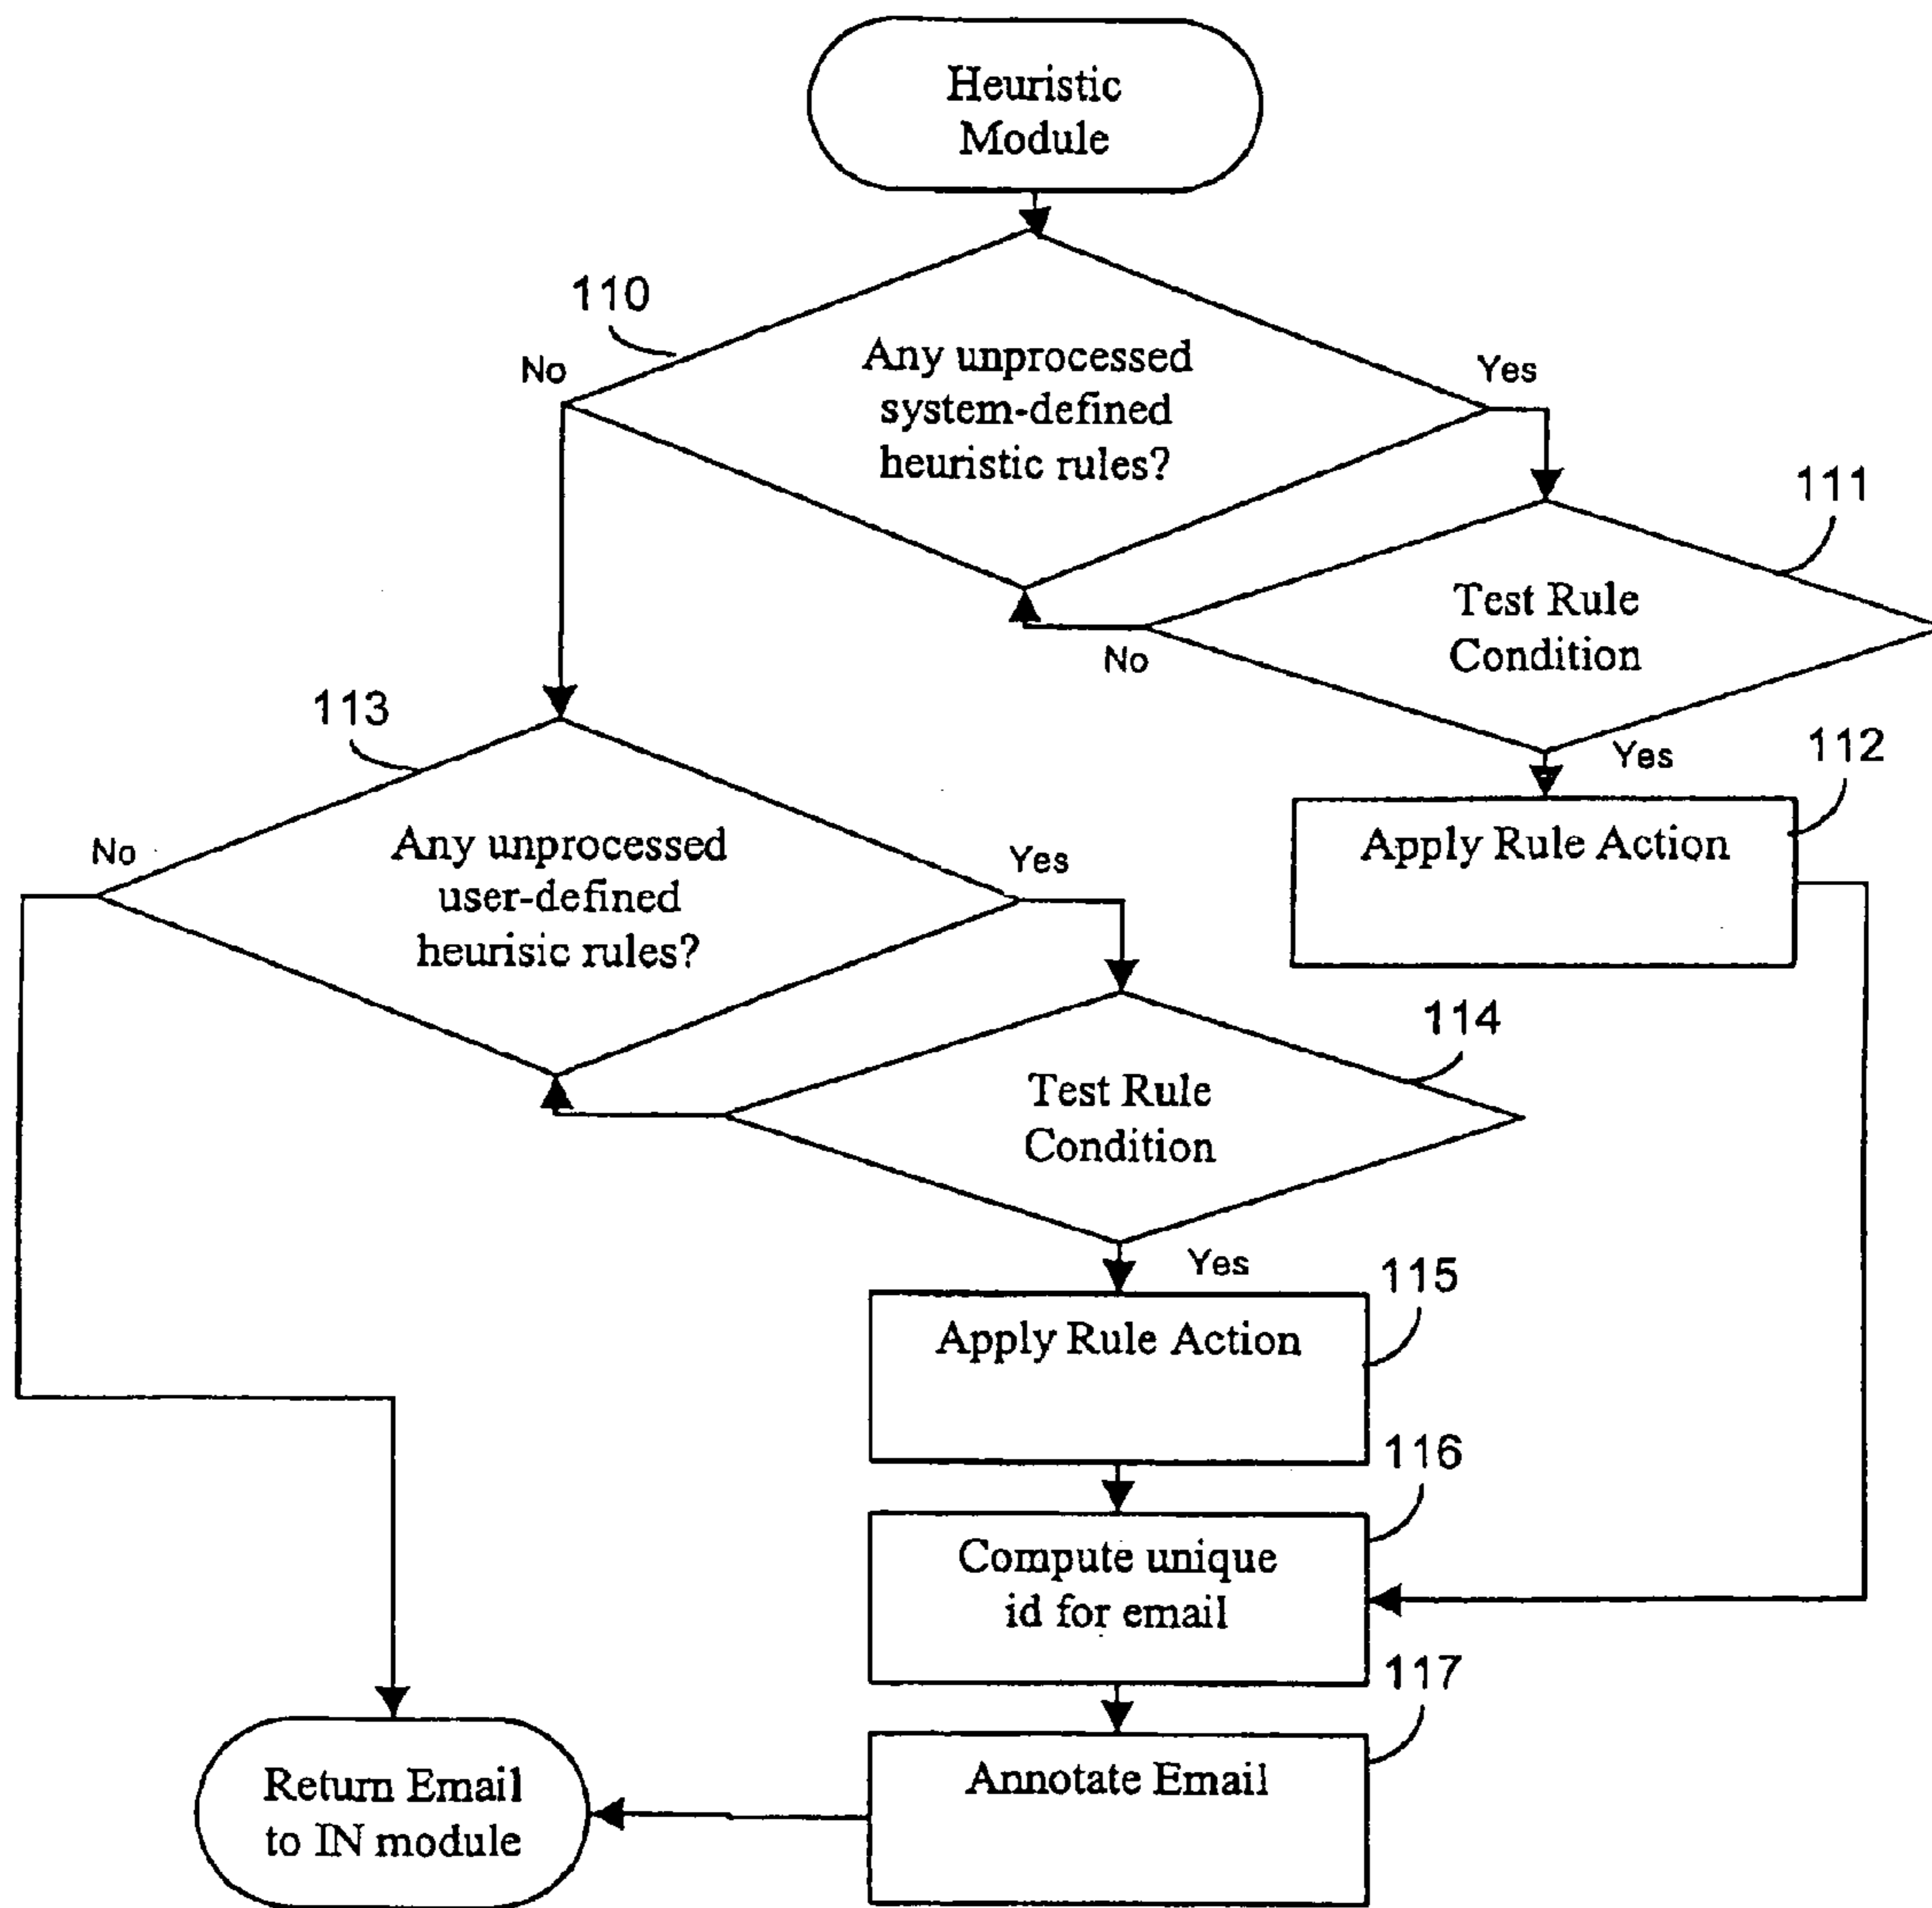 Heuristic
Module
110
No
Any unprocessed
system-defined
heuristic rules?
Yes
111
Test Rule
Condition
No
Yes
112
Apply Rule Action
113
No
Any unprocessed
user-defined
heurisic rules?
Yes
114
Test Rule
Condition
Yes
115
Apply Rule Action
116
Compute unique
id for email
117
Annotate Email
Return Email
to IN module